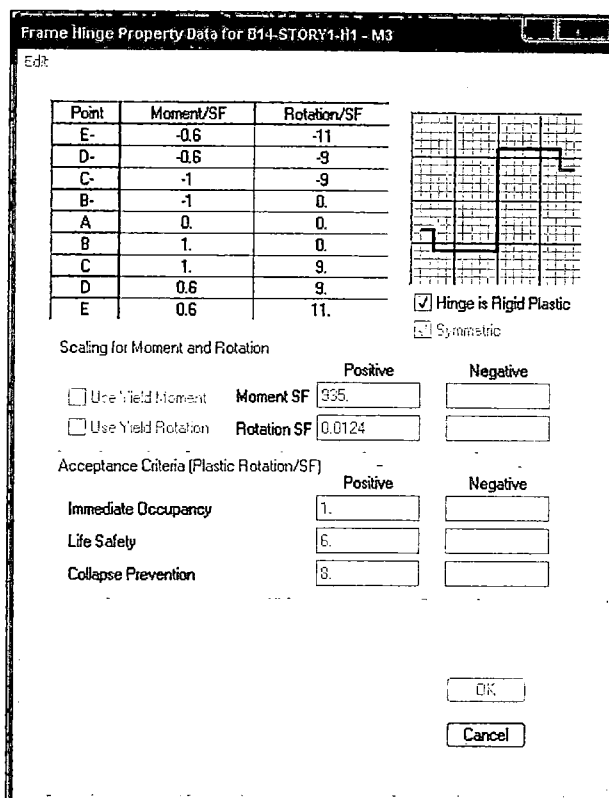 Frame Hinge Property Data for B14-STORY1-H1 - M3
Edit
Point Moment/SF Rotation/SF
E- -0.6 -11
D- -0.6 -9
C- -1 -9
B- -1 0.
A 0. 0.
B 1. 0.
C 1. 9.
D 0.6 9.
E 0.6 11.
Hinge is Rigid Plastic
Symmetric
Scaling for Moment and Rotation
Positive Negative
Use Yield Moment Moment SF 935.
Use Yield Rotation Rotation SF 0.0124
Acceptance Criteria (Plastic Rotation/SF)
Positive Negative
Immediate Occupancy 1.
Life Safety 6.
Collapse Prevention 8.
OK
Cancel